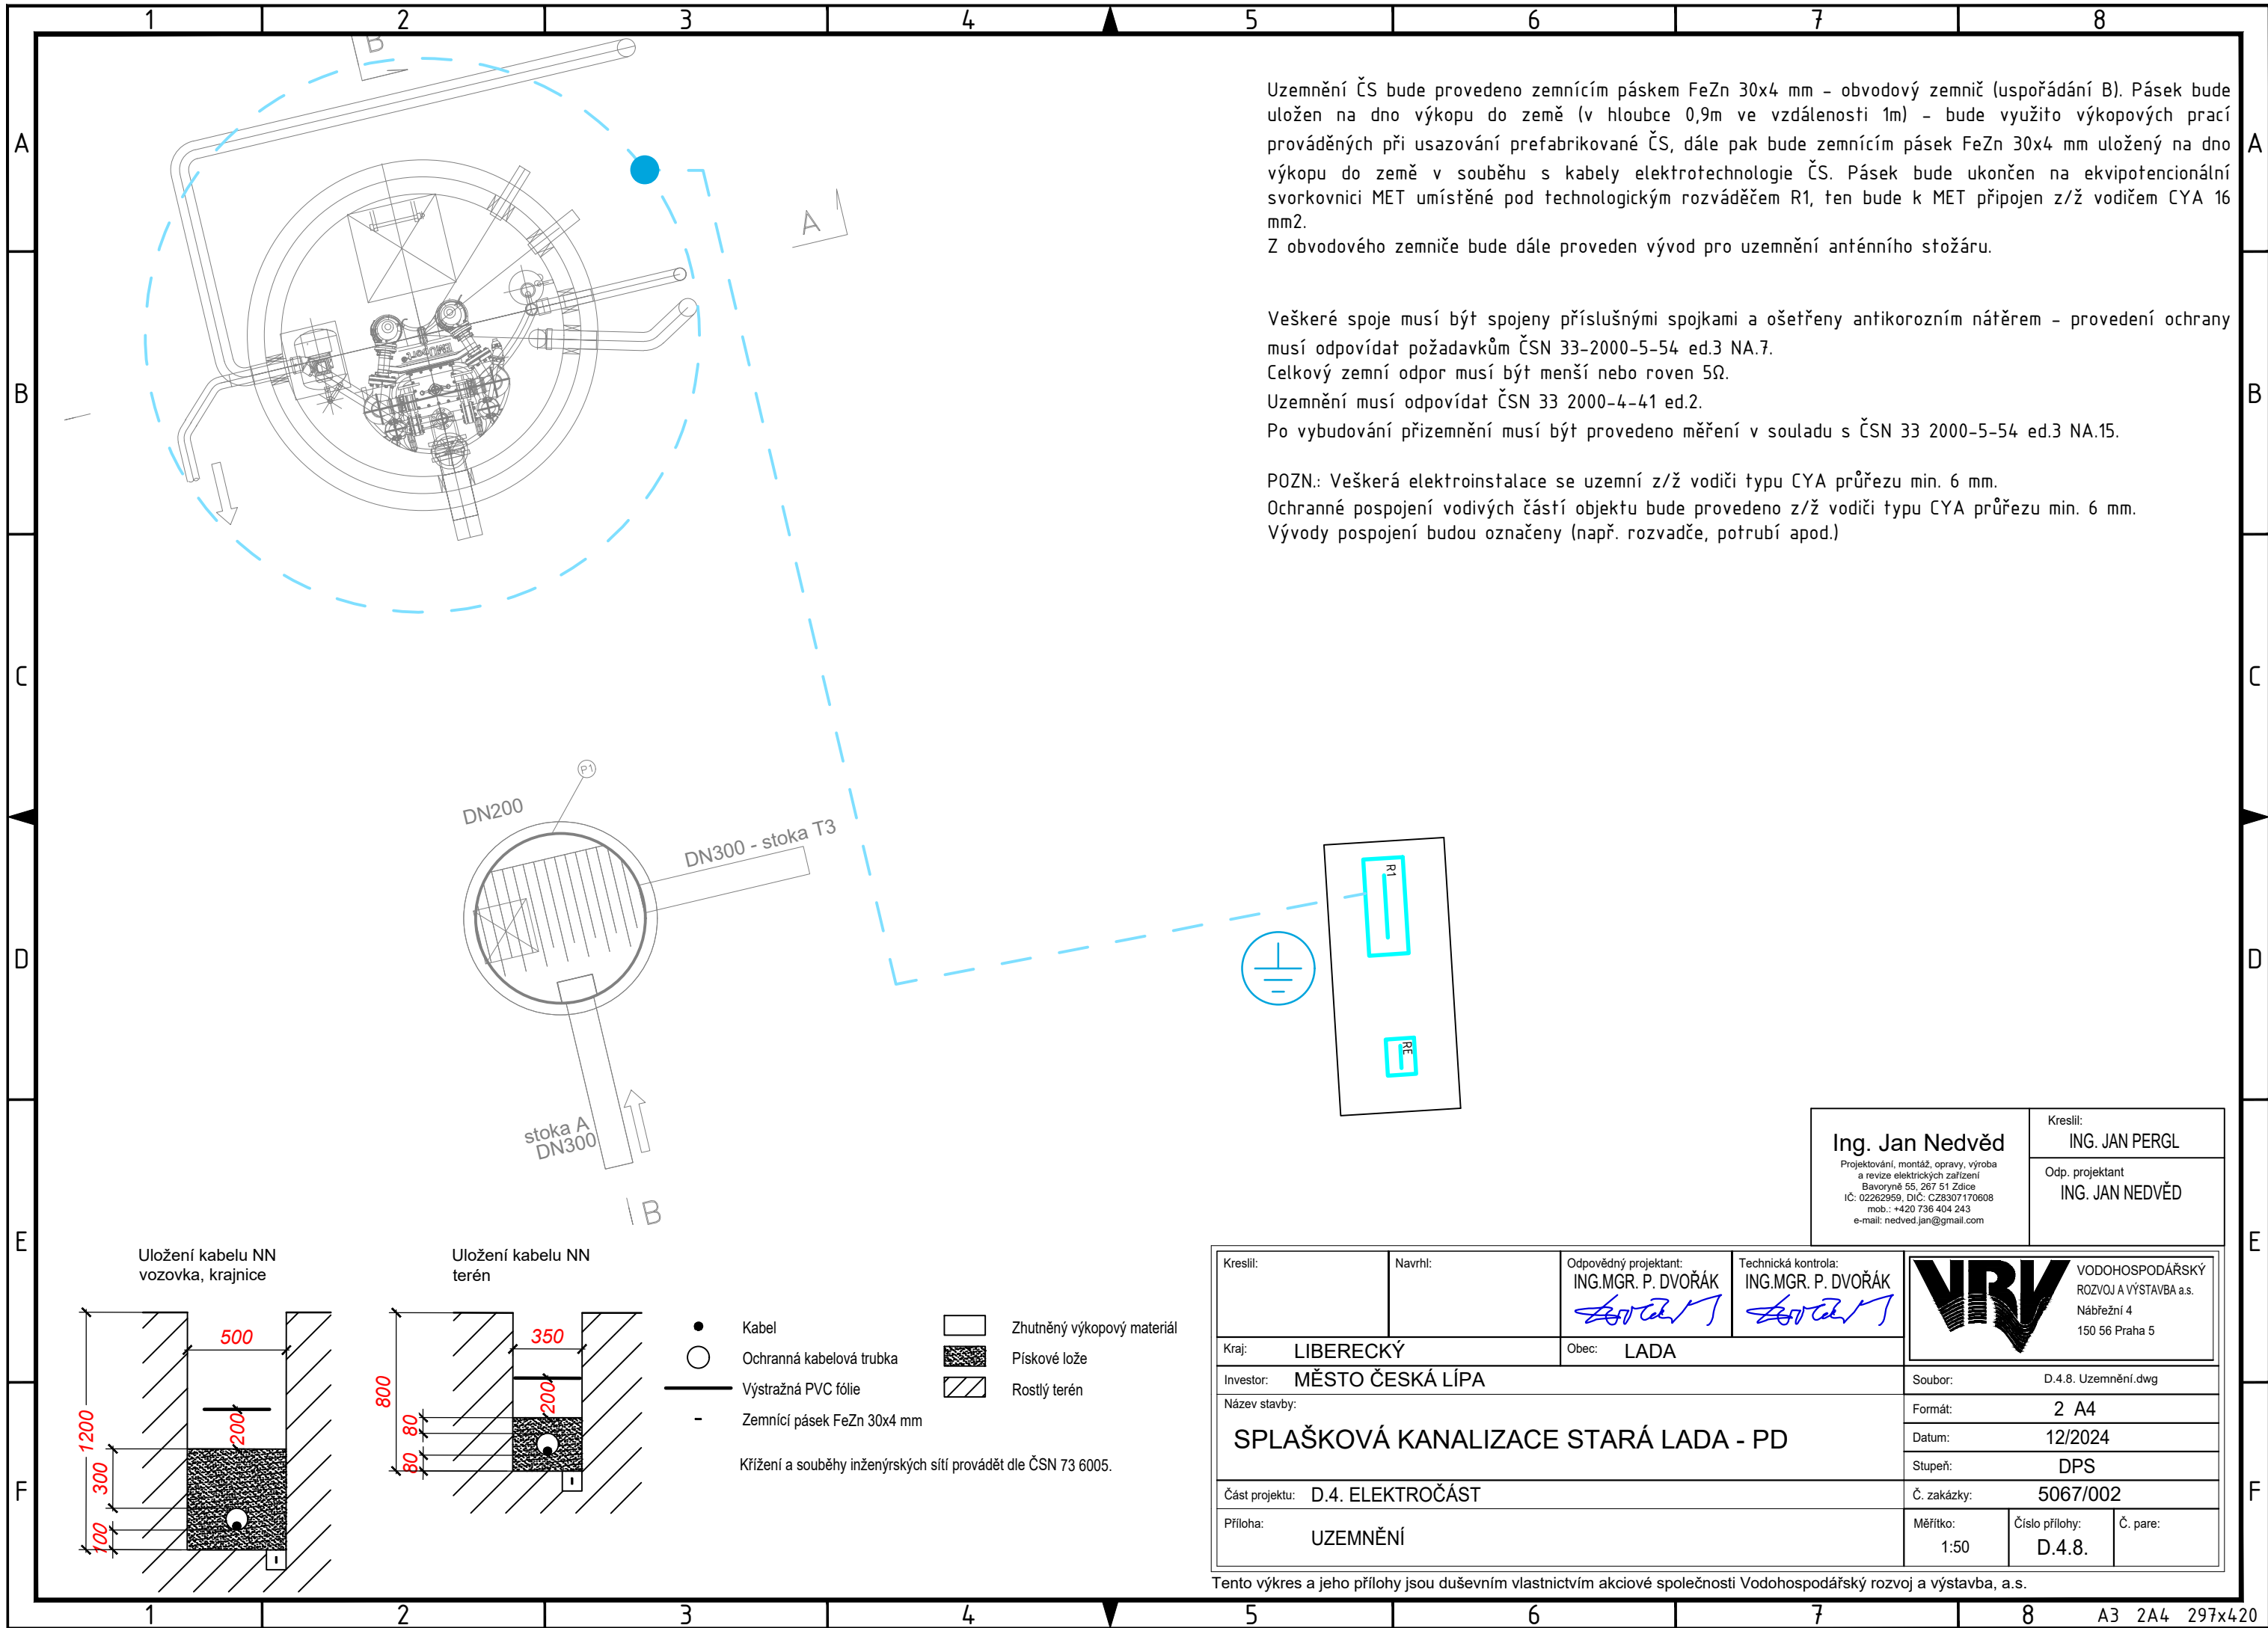 1 2 3 4 5 6 7 8
A
B
C
D
E
F
A
B
C
D
E
F
B
A
Uzemnění ČS bude provedeno zemnícím páskem FeZn 30x4 mm - obvodový zemnič (uspořádání B). Pásek bude
uložen na dno výkopu do země (v hloubce 0,9m ve vzdálenosti 1m) - bude využito výkopových prací
prováděných při usazování prefabrikované ČS, dále pak bude zemnícím pásek FeZn 30x4 mm uložený na dno
výkopu do země v souběhu s kabely elektrotechnologie ČS. Pásek bude ukončen na ekvipotencionální
svorkovnici MET umístěné pod technologickým rozváděčem R1, ten bude k MET připojen z/ž vodičem CYA 16
mm2.
Z obvodového zemniče bude dále proveden vývod pro uzemnění anténního stožáru.
Veškeré spoje musí být spojeny příslušnými spojkami a ošetřeny antikorozním nátěrem - provedení ochrany
musí odpovídat požadavkům ČSN 33-2000-5-54 ed.3 NA.7.
Celkový zemní odpor musí být menší nebo roven 5Ω.
Uzemnění musí odpovídat ČSN 33 2000-4-41 ed.2.
Po vybudování přizemnění musí být provedeno měření v souladu s ČSN 33 2000-5-54 ed.3 NA.15.
POZN.: Veškerá elektroinstalace se uzemní z/ž vodiči typu CYA průřezu min. 6 mm.
Ochranné pospojení vodivých částí objektu bude provedeno z/ž vodiči typu CYA průřezu min. 6 mm.
Vývody pospojení budou označeny (např. rozvadče, potrubí apod.)
EMUport
P1
DN200
DN300 - stoka T3
stoka A
DN300
B
R1
RE
Ing. Jan Nedvěd
Projektování, montáž, opravy, výroba
a revize elektrických zařízení
Bavoryně 55, 267 51 Zdice
IČ: 02262959, DIČ: CZ8307170608
mob.: +420 736 404 243
e-mail: nedved.jan@gmail.com
Kreslil:
ING. JAN PERGL
Odp. projektant
ING. JAN NEDVĚD
Uložení kabelu NN
vozovka, krajnice
1200
500
200
300
100
Uložení kabelu NN
terén
800
350
200
80
80
Kabel
Ochranná kabelová trubka
Výstražná PVC fólie
Zemnící pásek FeZn 30x4 mm
Zhutněný výkopový materiál
Pískové lože
Rostlý terén
Křížení a souběhy inženýrských sítí provádět dle ČSN 73 6005.
Kreslil:
Navrhl:
Odpovědný projektant:
ING.MGR. P. DVOŘÁK
Technická kontrola:
ING.MGR. P. DVOŘÁK
VRV
VODOHOSPODÁŘSKÝ
ROZVOJ A VÝSTAVBA a.s.
Nábřežní 4
150 56 Praha 5
Kraj: LIBERECKÝ
Obec: LADA
Investor: MĚSTO ČESKÁ LÍPA
Soubor: D.4.8. Uzemnění.dwg
Název stavby:
SPLAŠKOVÁ KANALIZACE STARÁ LADA - PD
Formát: 2 A4
Datum: 12/2024
Stupeň: DPS
Část projektu: D.4. ELEKTROČÁST
Č. zakázky: 5067/002
Příloha:
UZEMNĚNÍ
Měřítko:
1:50
Číslo přílohy:
D.4.8.
Č. pare:
Tento výkres a jeho přílohy jsou duševním vlastnictvím akciové společnosti Vodohospodářský rozvoj a výstavba, a.s.
1 2 3 4 5 6 7 8
A3 2A4 297x420